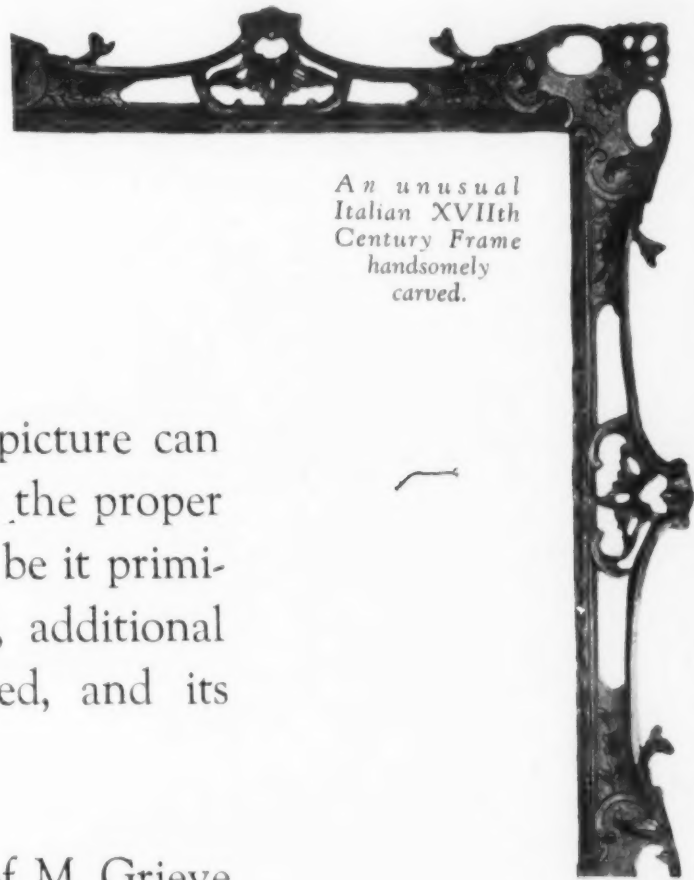 An unusual
Italian XVIIth
Century Frame
handsomely
carved.
picture can
the proper
be it primi-
, additional
ed, and its
of M. Grieve